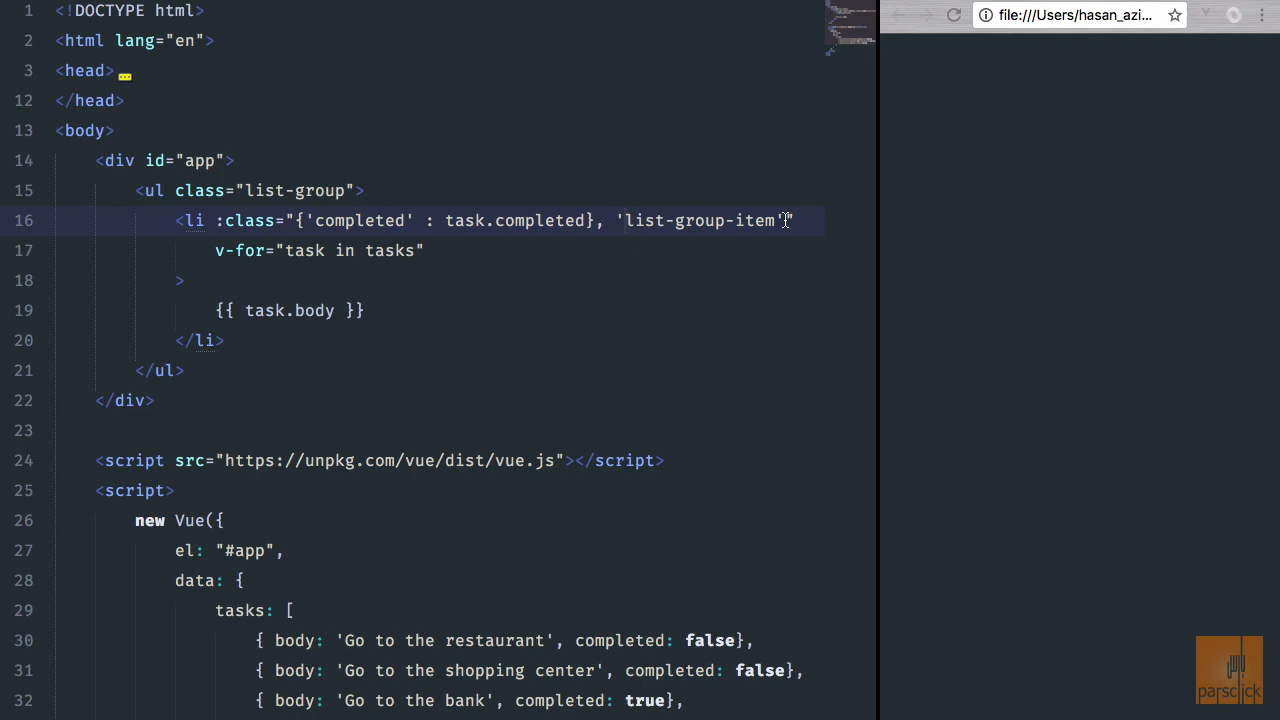 1 <!DOCTYPE html>
2 <html lang="en">
3 <head>
12 </head>
13 <body>
14 <div id="app">
15 <ul class="list-group">
16 <li :class="{'completed' : task.completed}, 'list-group-item'"
17 v-for="task in tasks"
18 >
19 {{ task.body }}
20 </li>
21 </ul>
22 </div>
23
24 <script src="https://unpkg.com/vue/dist/vue.js"></script>
25 <script>
26 new Vue({
27 el: "#app",
28 data: {
29 tasks: [
30 { body: 'Go to the restaurant', completed: false},
31 { body: 'Go to the shopping center', completed: false},
32 { body: 'Go to the bank', completed: true},
file:///Users/hasan_azi...
parsclick